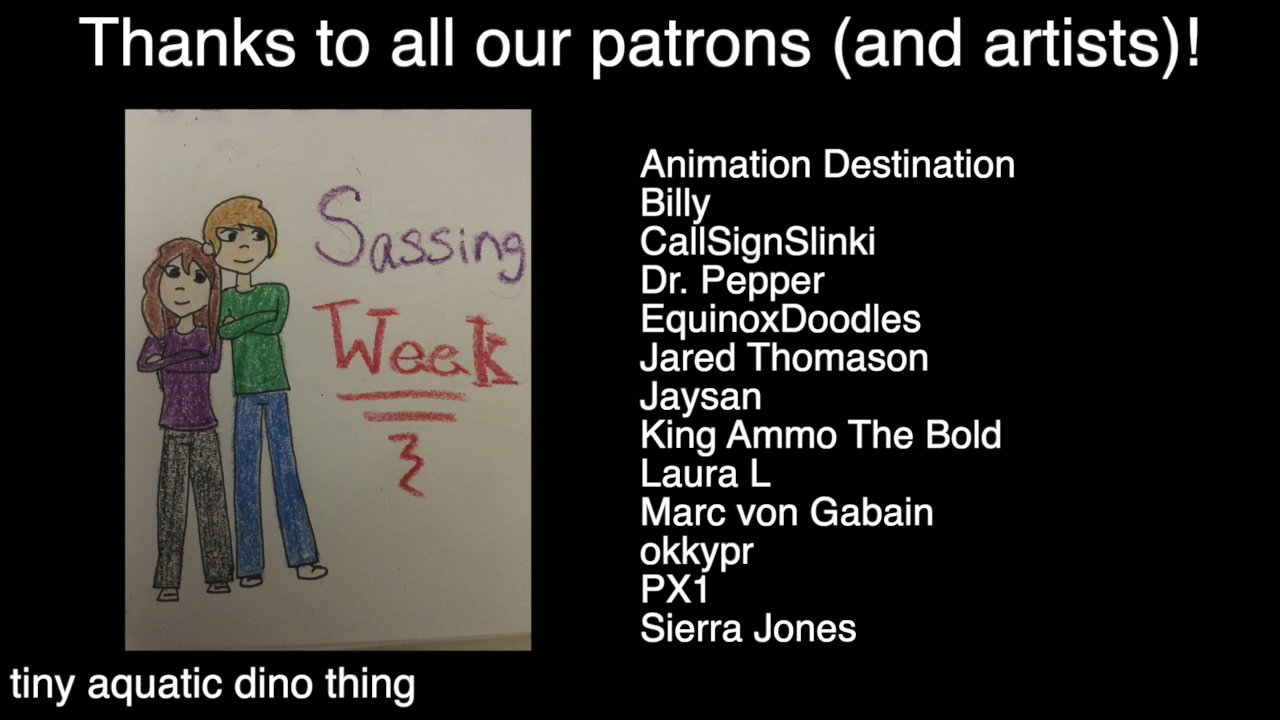 Thanks to all our patrons (and artists)!
Sassing
Week
Animation Destination
Billy
CallSignSlinki
Dr. Pepper
EquinoxDoodles
Jared Thomason
Jaysan
King Ammo The Bold
Laura L
Marc von Gabain
okkypr
PX1
Sierra Jones
tiny aquatic dino thing